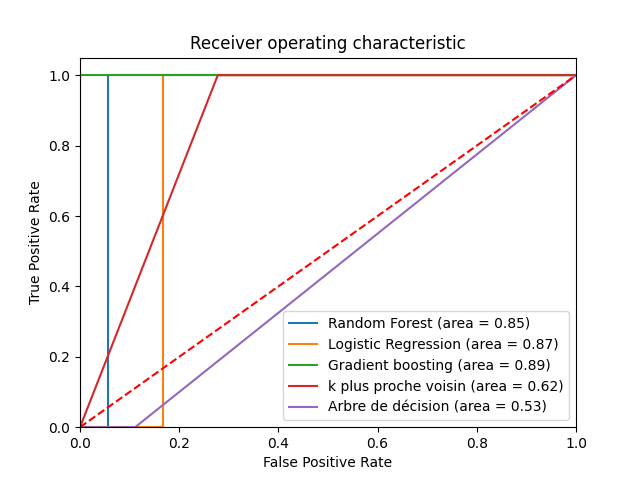 Receiver operating characteristic
True Positive Rate
1.0
0.8
0.6
0.4
0.2
0.0
Random Forest (area = 0.85)
Logistic Regression (area = 0.87)
Gradient boosting (area = 0.89)
k plus proche voisin (area = 0.62)
Arbre de décision (area = 0.53)
0.0 0.2 0.4 0.6 0.8 1.0
False Positive Rate